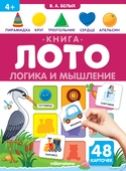 4+
В. А. БЕЛЫХ
ПИРАМИДКА КРУГ ТРЕУГОЛЬНИК СЕРДЦЕ АПЕЛЬСИН
КНИГА
ЛОТО
ЛОГИКА И МЫШЛЕНИЕ
48
КАРТОЧЕК